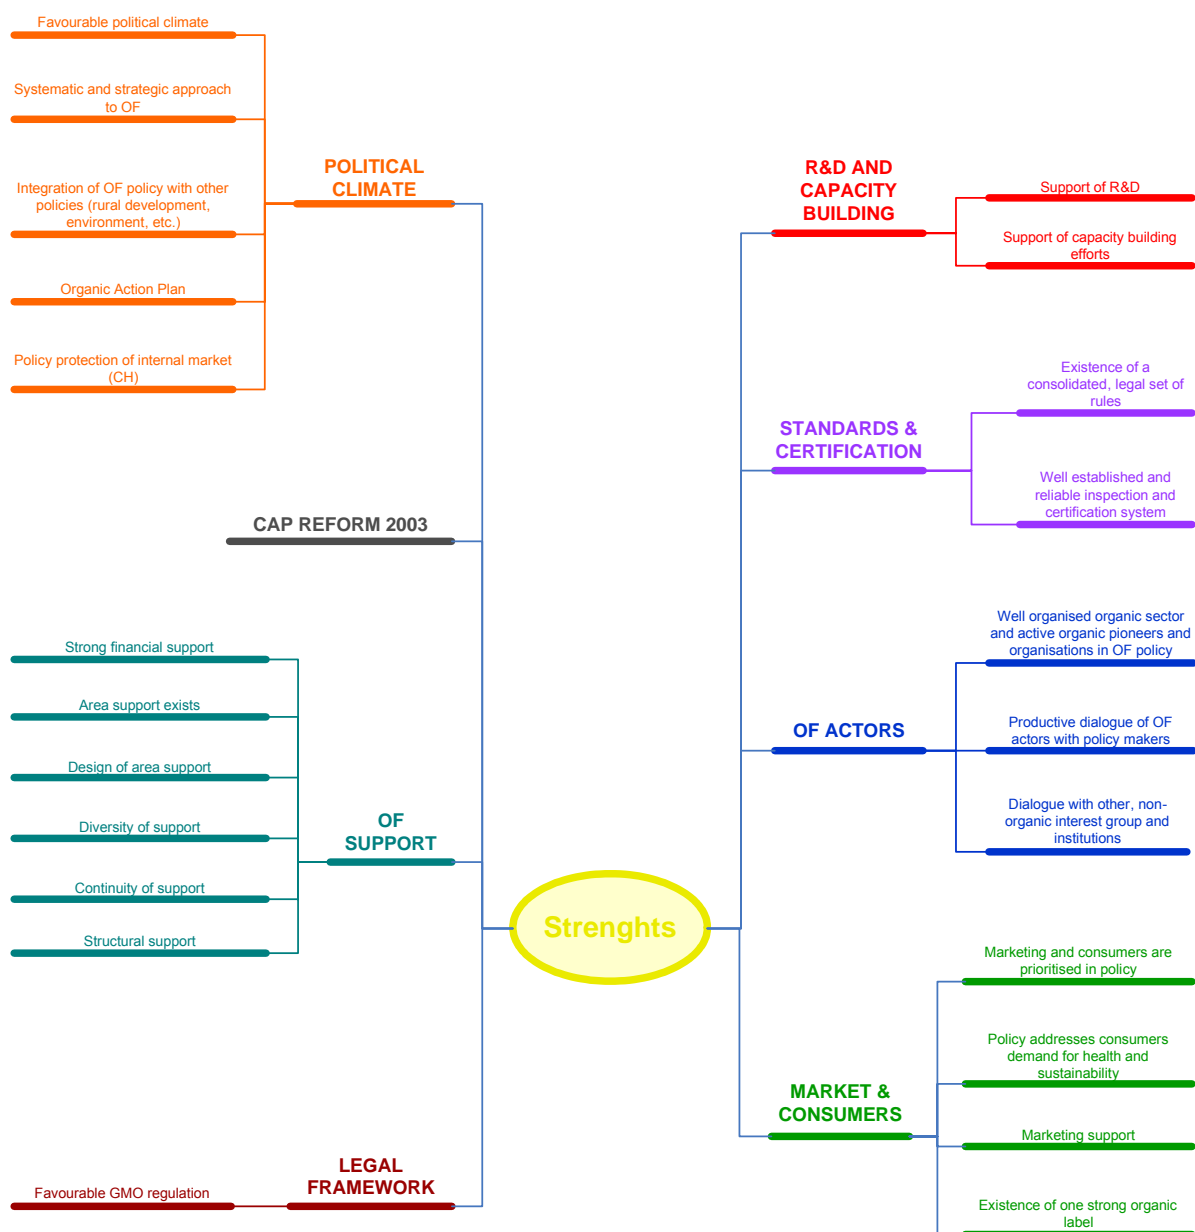 Favourable political climate
Systematic and strategic approach
to OF
Integration of OF policy with other
policies (rural development,
environment, etc.)
Organic Action Plan
Policy protection of internal market
(CH)
POLITICAL
CLIMATE
CAP REFORM 2003
Strong financial support
Area support exists
Design of area support
Diversity of support
Continuity of support
Structural support
OF
SUPPORT
Favourable GMO regulation
LEGAL
FRAMEWORK
Strenghts
R&D AND
CAPACITY
BUILDING
Support of R&D
Support of capacity building
efforts
STANDARDS &
CERTIFICATION
Existence of a
consolidated, legal set of
rules
Well established and
reliable inspection and
certification system
OF ACTORS
Well organised organic sector
and active organic pioneers and
organisations in OF policy
Productive dialogue of OF
actors with policy makers
Dialogue with other, non-
organic interest group and
institutions
MARKET &
CONSUMERS
Marketing and consumers are
prioritised in policy
Policy addresses consumers
demand for health and
sustainability
Marketing support
Existence of one strong organic
label